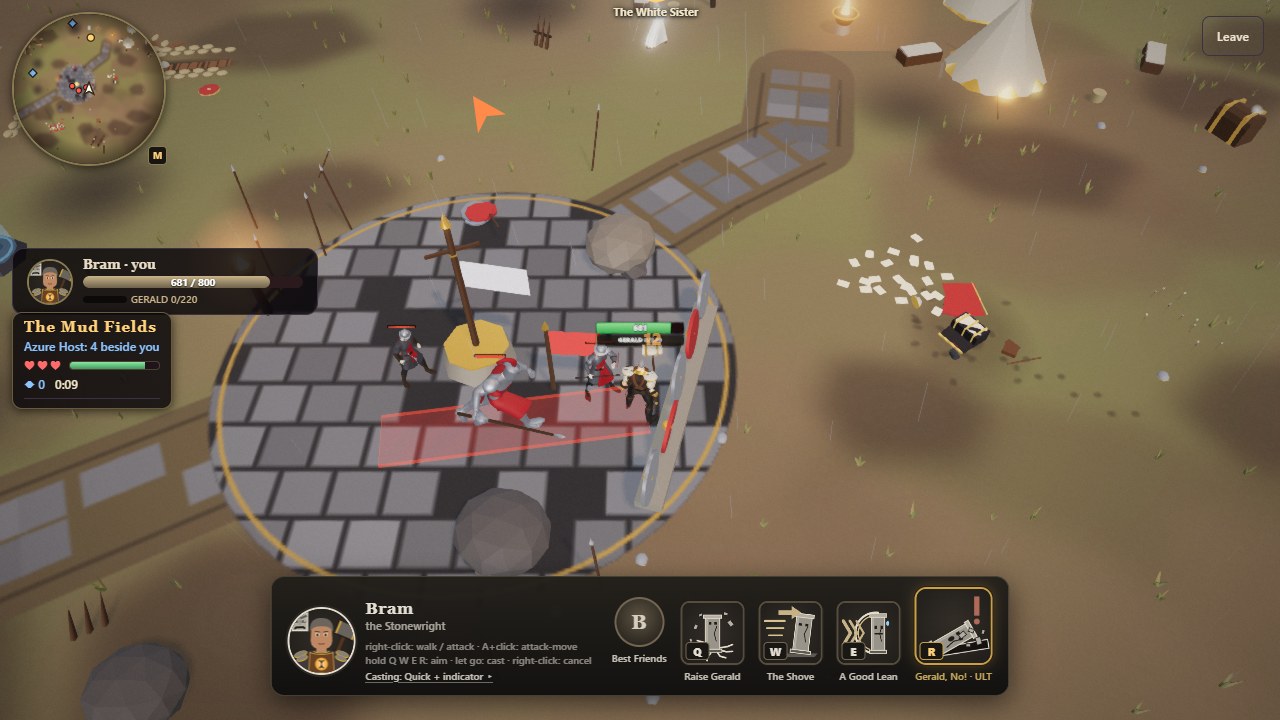 The White Sister
Leave
M
Bram - you
681 / 800
GERALD 0/220
The Mud Fields
Azure Host: 4 beside you
0 0:09
GERALD
Bram
the Stonewright
right-click: walk / attack · A+click: attack-move
hold Q W E R: aim · let go: cast · right-click: cancel
Casting: Quick + indicator
B
Best Friends
Q
Raise Gerald
W
The Shove
E
A Good Lean
R
Gerald, No! · ULT